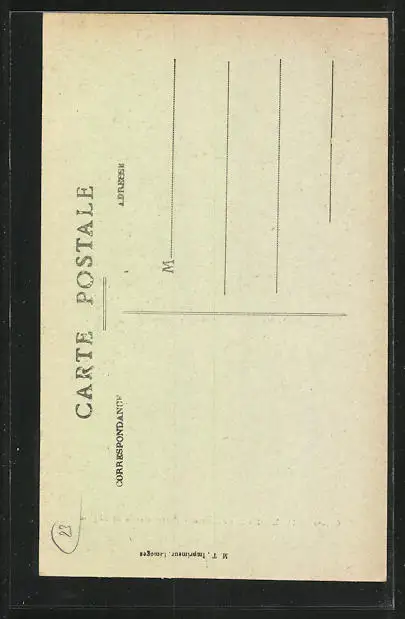 CARTE POSTALE
CORRESPONDANCE
ADRESSE
M
M. T., Imprimeur, Limoges
23